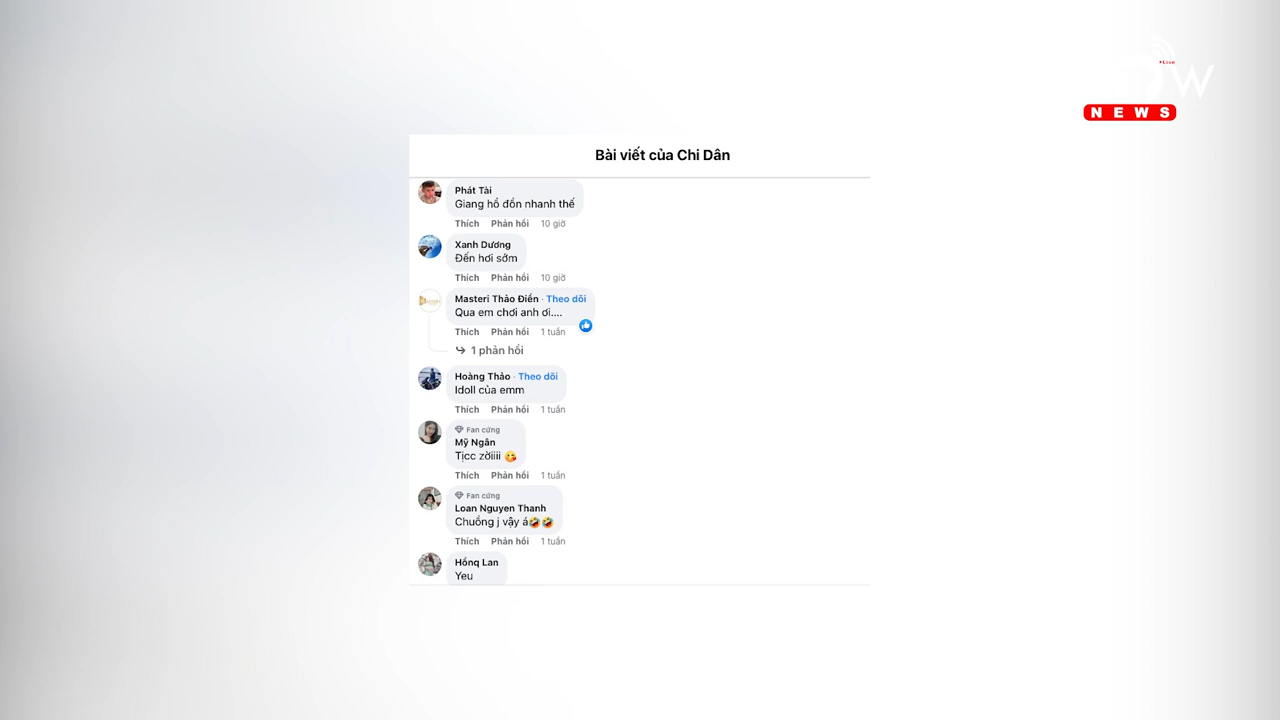 Live
W
NEWS
Bài viết của Chi Dân
Phát Tài
Giang hồ đồn nhanh thế
Thích Phản hồi 10 giờ
Xanh Dương
Đến hơi sớm
Thích Phản hồi 10 giờ
Masteri Thảo Điền · Theo dõi
Qua em chơi anh ơi....
Thích Phản hồi 1 tuần
1 phản hồi
Hoàng Thảo · Theo dõi
Idoll của emm
Thích Phản hồi 1 tuần
Fan cứng
Mỹ Ngân
Tịcc zờiiii 🥰
Thích Phản hồi 1 tuần
Fan cứng
Loan Nguyen Thanh
Chuồng j vậy á🤣🤣
Thích Phản hồi 1 tuần
Hồnq Lan
Yeu